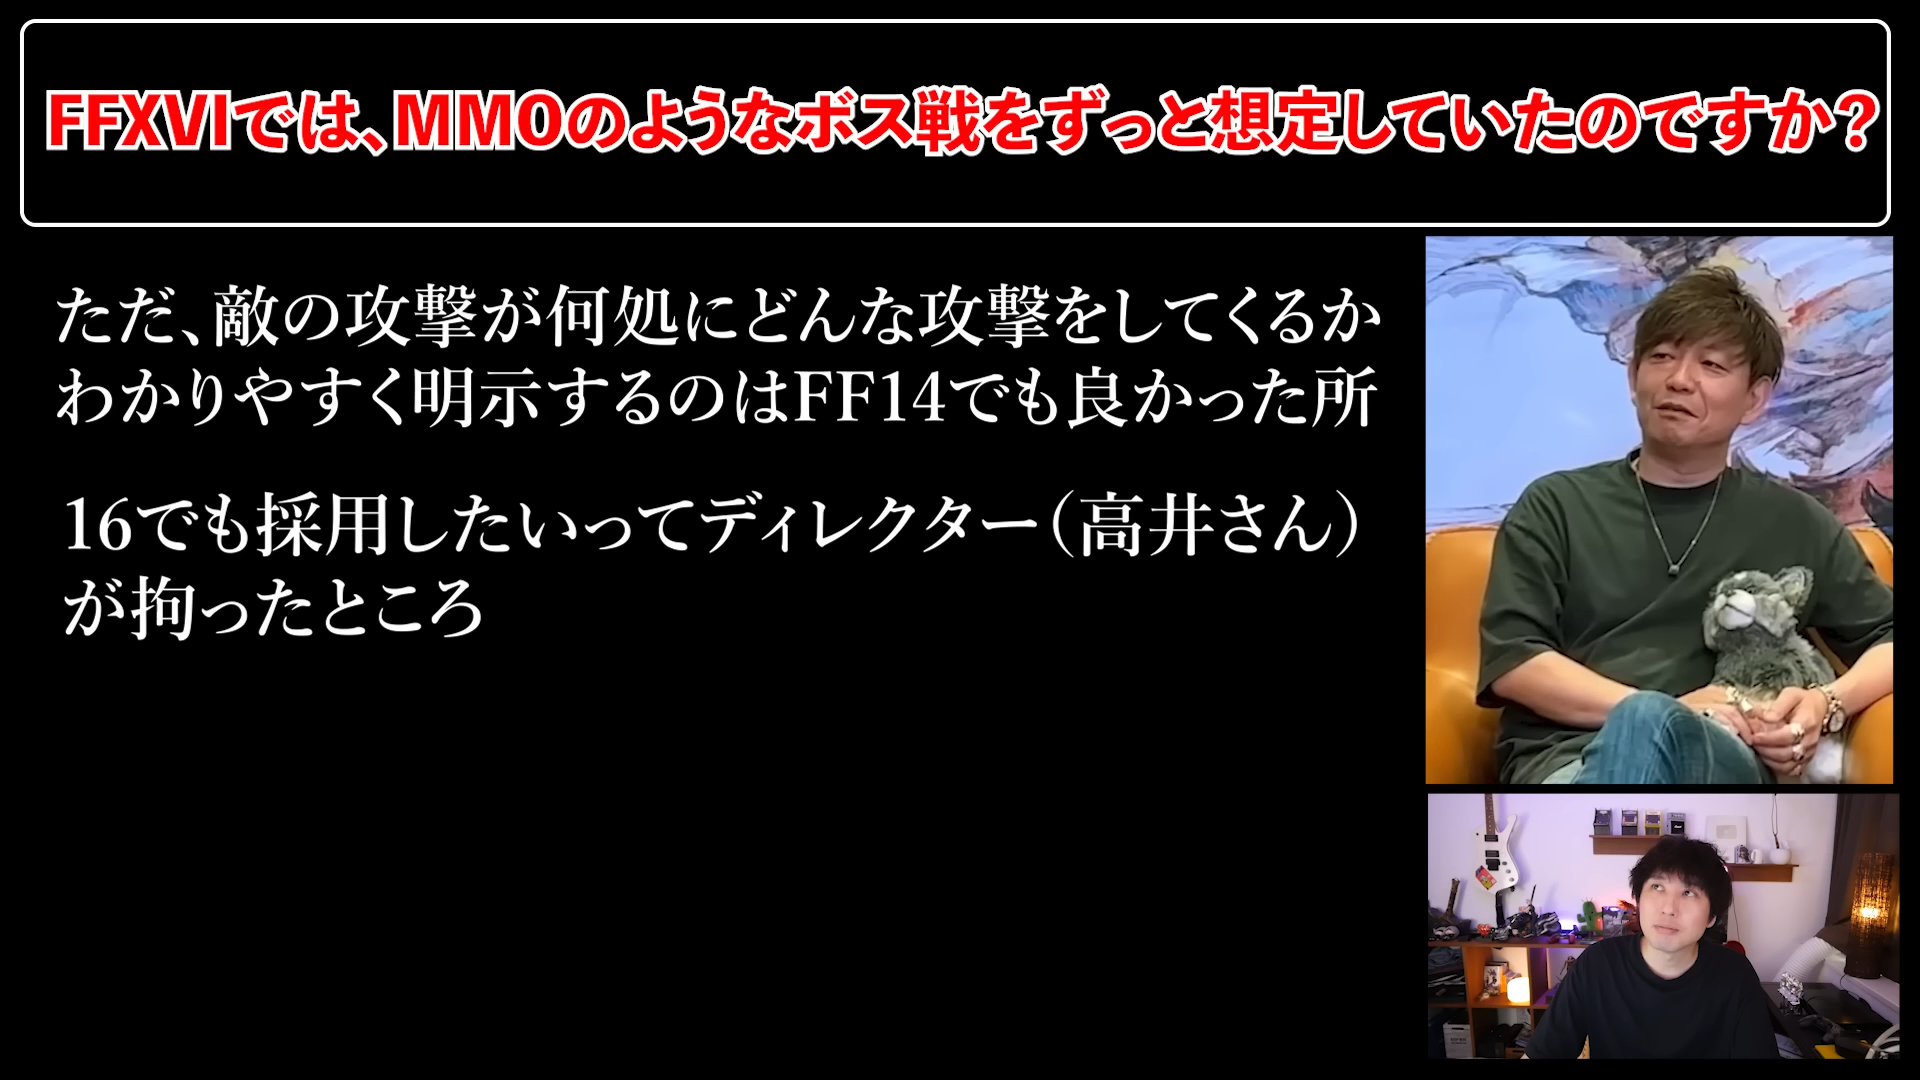 FFXVIでは、MMOのようなボス戦をずっと想定していたのですか？
ただ、敵の攻撃が何処にどんな攻撃をしてくるか
わかりやすく明示するのはFF14でも良かった所
16でも採用したいってディレクター（高井さん）
が拘ったところ